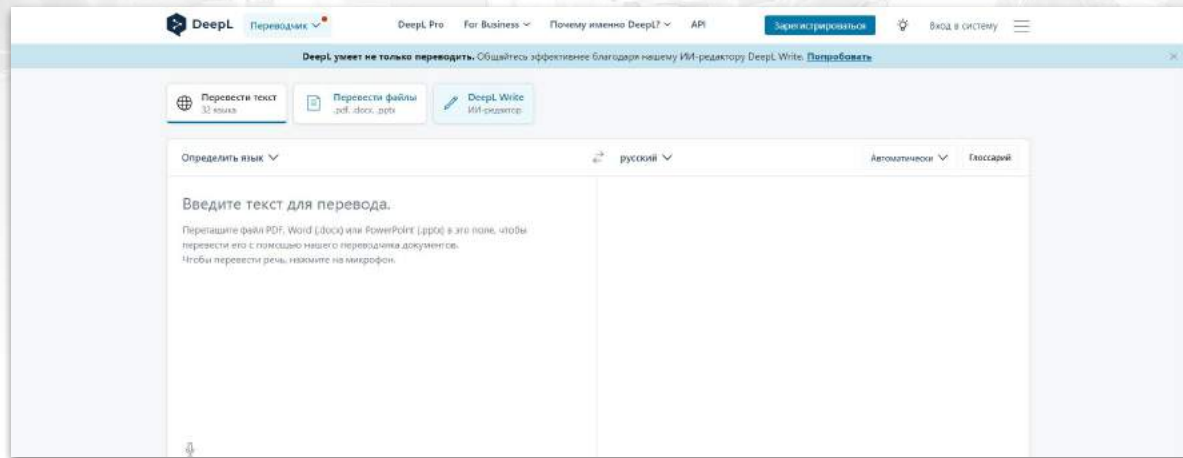 DeepL Переводчик DeepL Pro For Business Почему именно DeepL? API Зарегистрироваться Вход в систему
DeepL умеет не только переводить. Общайтесь эффективнее благодаря нашему ИИ-редактору DeepL Write. Попробовать
Перевести текст
32 языка
Перевести файлы
.pdf, .docx, .pptx
DeepL Write
ИИ-редактор
Определить язык русский Автоматически Глоссарий
Введите текст для перевода.
Перетащите файл PDF, Word (.docx) или PowerPoint (.pptx) в это поле, чтобы
перевести его с помощью нашего переводчика документов.
Чтобы перевести речь, нажмите на микрофон.